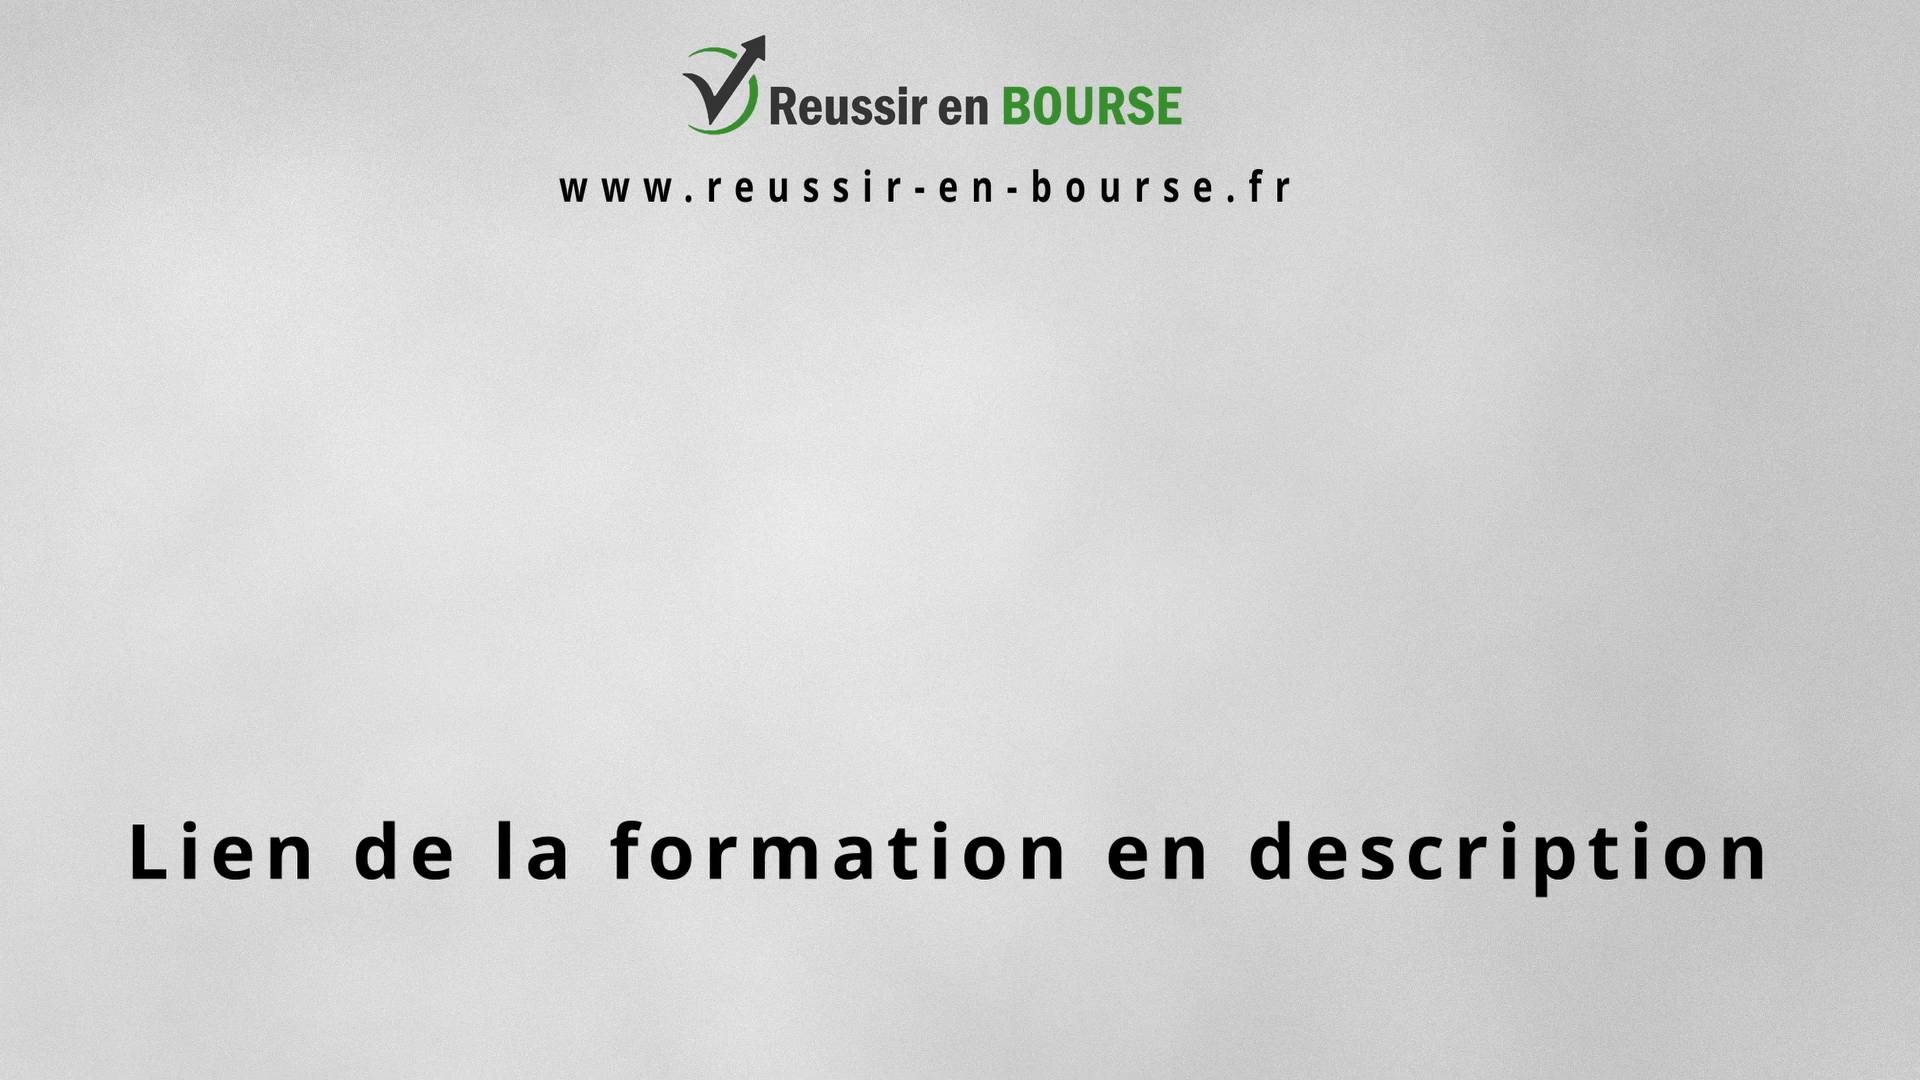 Reussir en BOURSE
www.reussir-en-bourse.fr
Lien de la formation en description